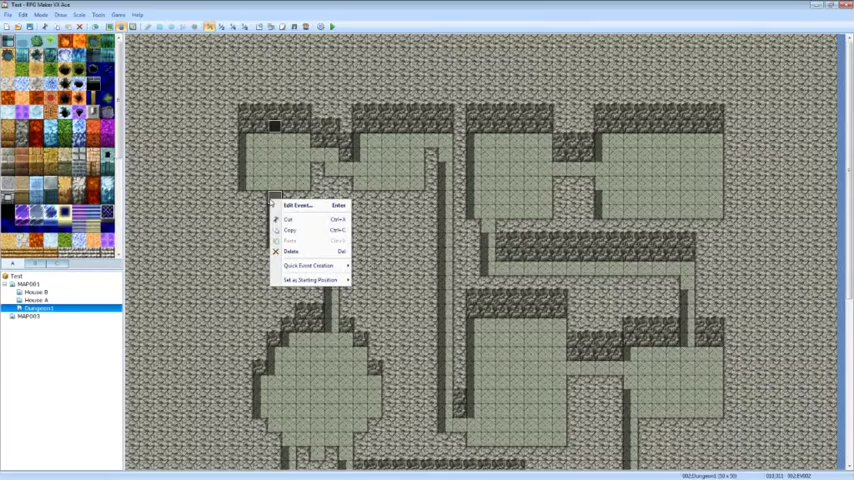 Test - RPG Maker VX Ace
File Edit Mode Draw Scale Tools Game Help
Edit Event... Enter
Cut Ctrl+X
Copy Ctrl+C
Paste Ctrl+V
Delete Del
Quick Event Creation
Set as Starting Position
A B C
Test
MAP001
House B
House A
Dungeon1
MAP003